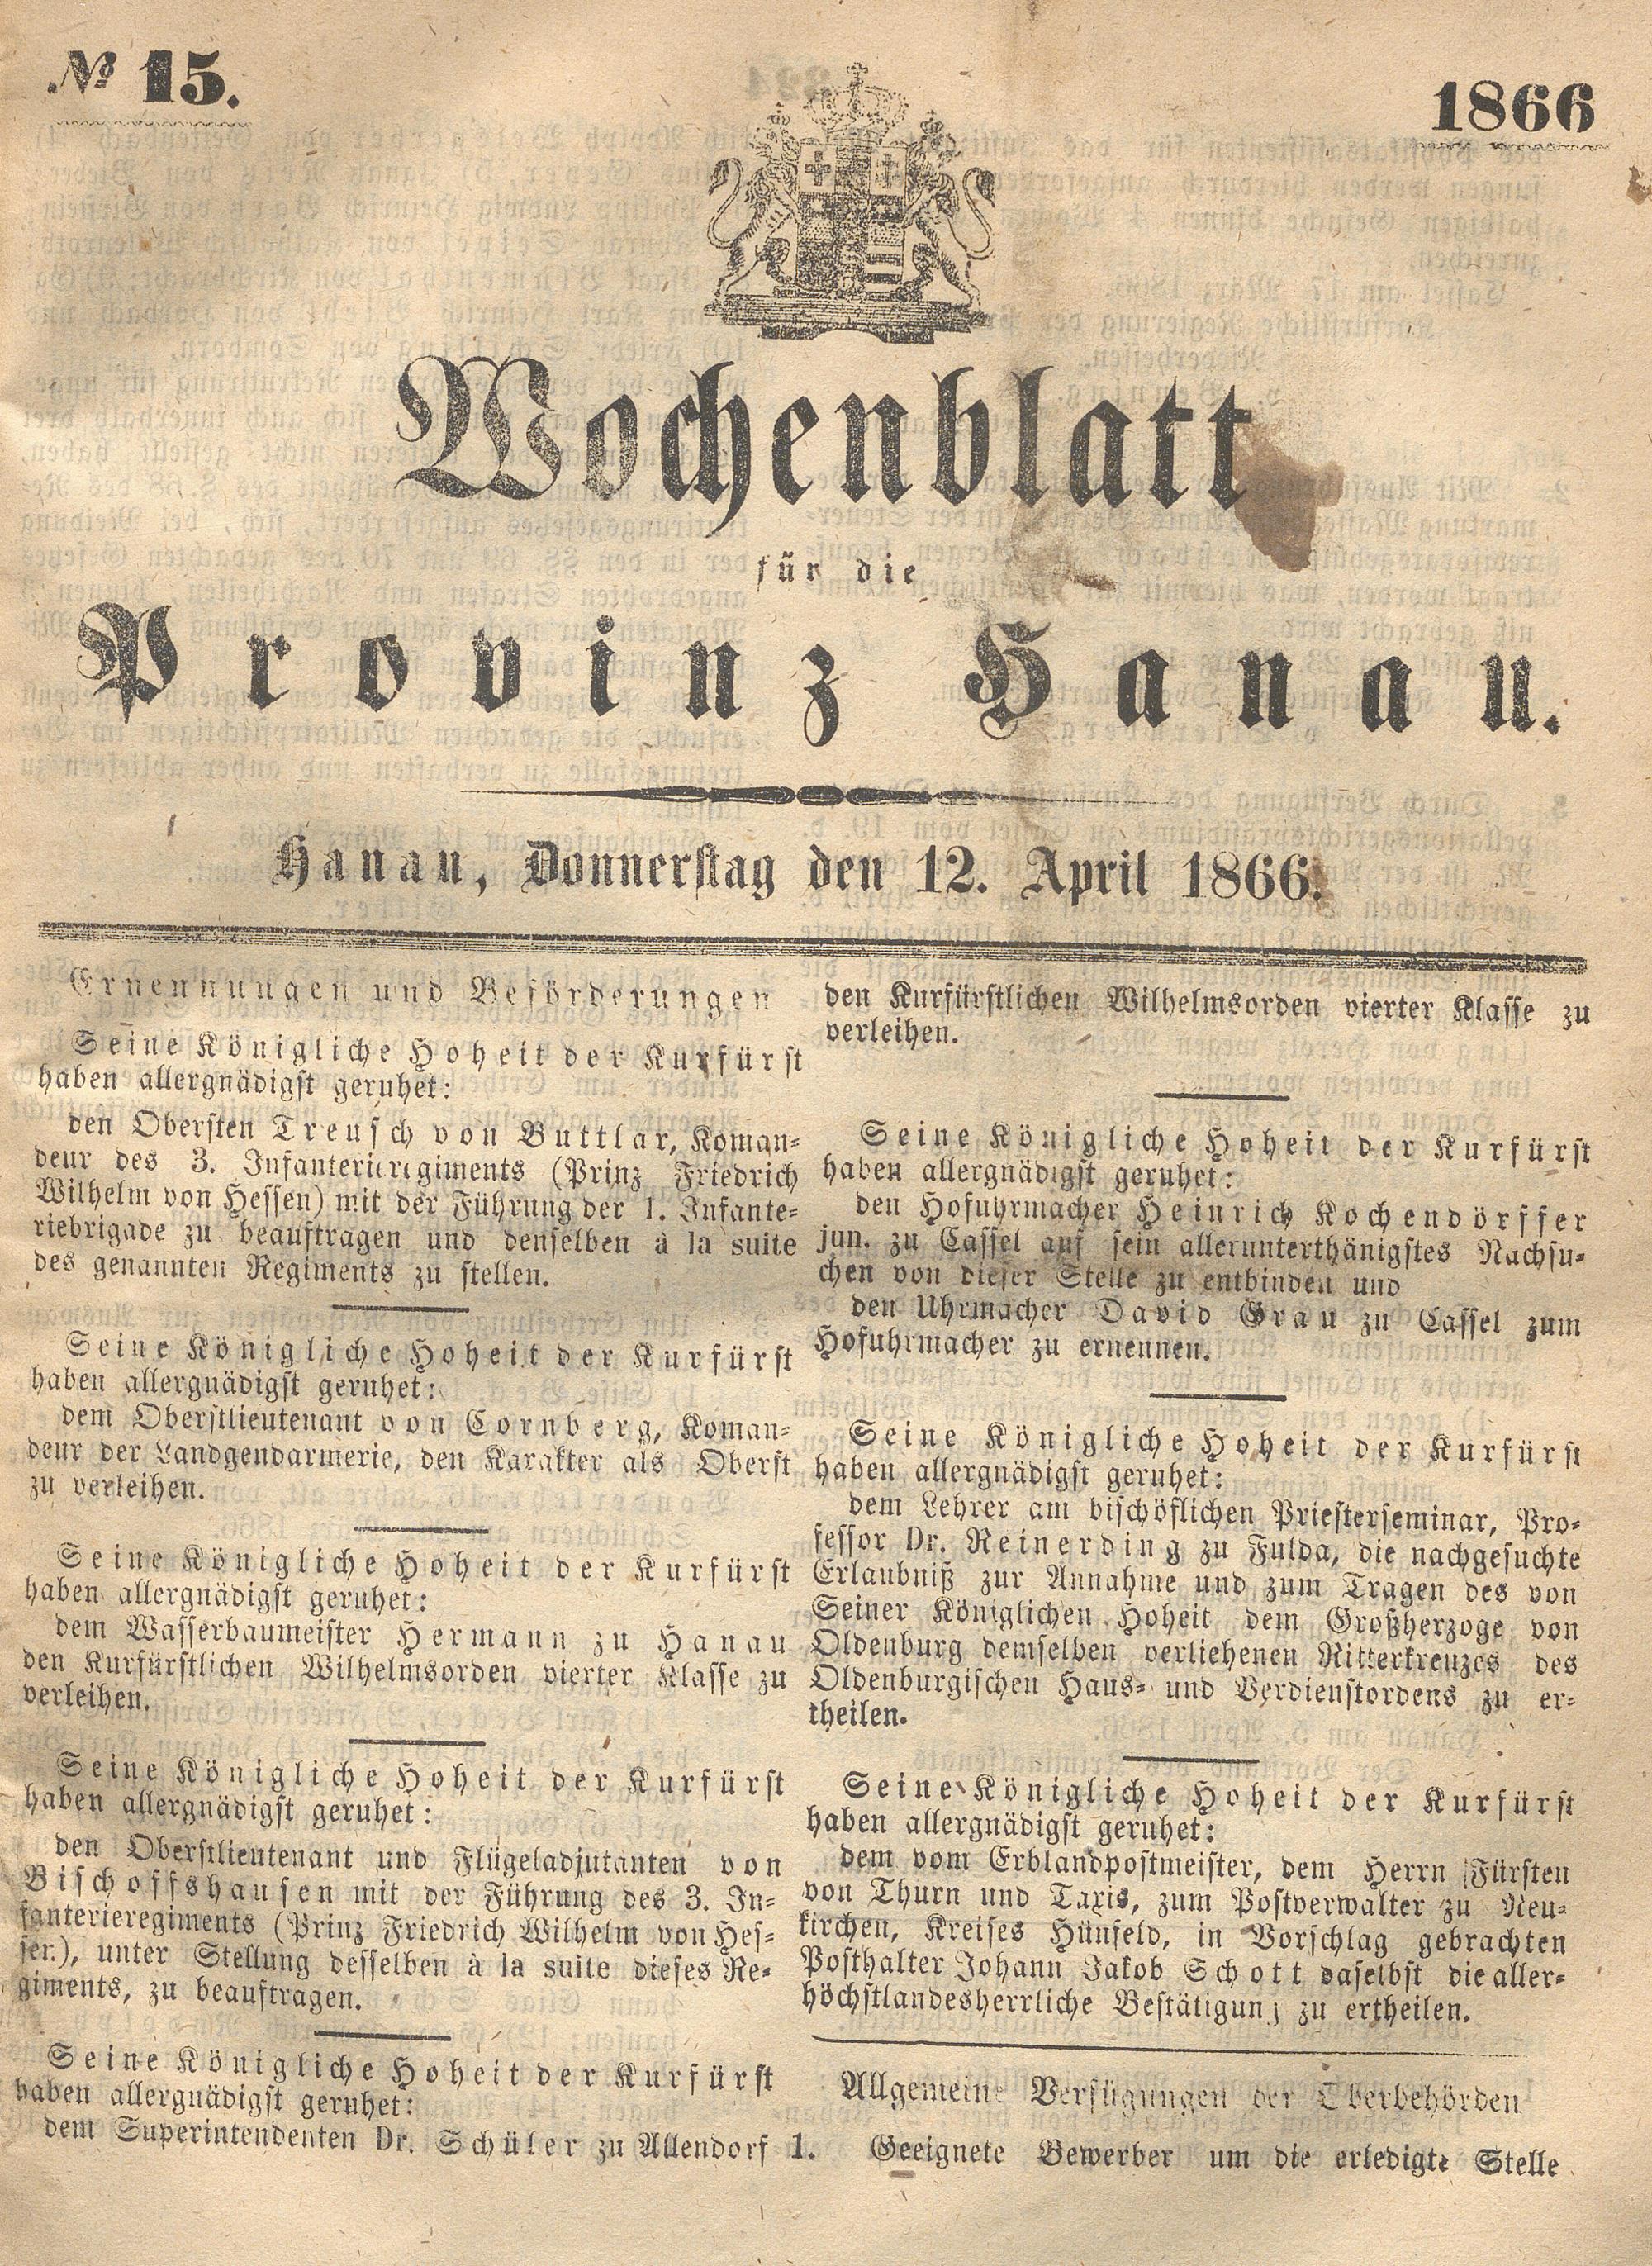 № 15.
1866
Wochenblatt
für die
Provinz Hanau.
Hanau, Donnerstag den 12. April 1866.
Ernennungen und Beförderungen
Seine Königliche Hoheit der Kurfürst
haben allergnädigst geruhet:
den Obersten Treusch von Buttlar, Koman-
deur des 3. Infanterieregiments (Prinz Friedrich
Wilhelm von Hessen) mit der Führung der 1. Infante-
riebrigade zu beauftragen und denselben à la suite
des genannten Regiments zu stellen.
Seine Königliche Hoheit der Kurfürst
haben allergnädigst geruhet:
dem Oberstlieutenant von Cornberg, Koman-
deur der Landgendarmerie, den Karakter als Oberst
zu verleihen.
Seine Königliche Hoheit der Kurfürst
haben allergnädigst geruhet:
dem Wasserbaumeister Hermann zu Hanau
den Kurfürstlichen Wilhelmsorden vierter Klasse zu
verleihen.
Seine Königliche Hoheit der Kurfürst
haben allergnädigst geruhet:
den Oberstlieutenant und Flügeladjutanten von
Bischoffshausen mit der Führung des 3. In-
fanterieregiments (Prinz Friedrich Wilhelm von Hes-
sen), unter Stellung desselben à la suite dieses Re-
giments, zu beauftragen.
Seine Königliche Hoheit der Kurfürst
haben allergnädigst geruhet:
dem Superintendenten Dr. Schüler zu Allendorf
den Kurfürstlichen Wilhelmsorden vierter Klasse zu
verleihen.
Seine Königliche Hoheit der Kurfürst
haben allergnädigst geruhet:
den Hofuhrmacher Heinrich Kochendörffer
jun. zu Cassel auf sein allerunterthänigstes Nachsu-
chen von dieser Stelle zu entbinden und
den Uhrmacher David Grau zu Cassel zum
Hofuhrmacher zu ernennen.
Seine Königliche Hoheit der Kurfürst
haben allergnädigst geruhet:
dem Lehrer am bischöflichen Priesterseminar, Pro-
fessor Dr. Reinerding zu Fulda, die nachgesuchte
Erlaubniß zur Annahme und zum Tragen des von
Seiner Königlichen Hoheit dem Großherzoge von
Oldenburg demselben verliehenen Ritterkreuzes des
Oldenburgischen Haus- und Verdienstordens zu er-
theilen.
Seine Königliche Hoheit der Kurfürst
haben allergnädigst geruhet:
dem vom Erblandpostmeister, dem Herrn Fürsten
von Thurn und Taxis, zum Postverwalter zu Neu-
kirchen, Kreises Hünfeld, in Vorschlag gebrachten
Posthalter Johann Jakob Schott daselbst die aller-
höchstlandesherrliche Bestätigung zu ertheilen.
Allgemeine Verfügungen der Oberbehörden
1. Geeignete Bewerber um die erledigte Stelle